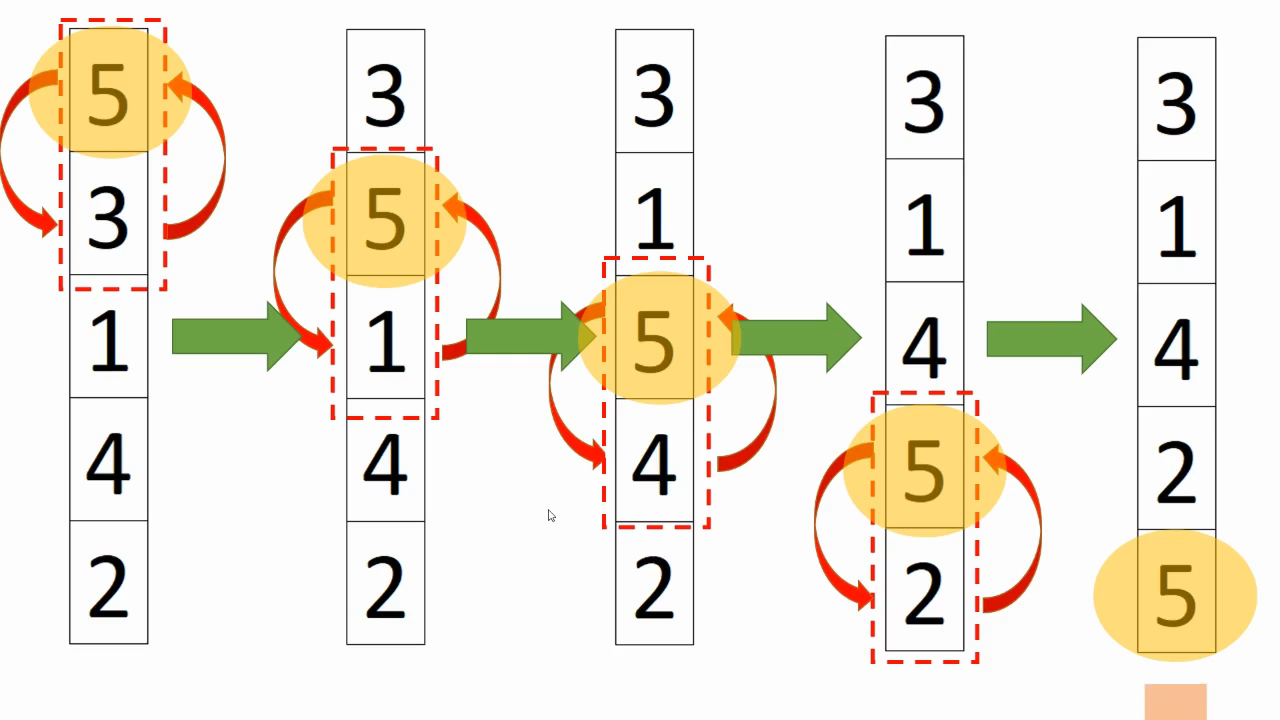 5 3 3 3 3
3 5 1 1 1
1 1 5 4 4
4 4 4 5 2
2 2 2 2 5